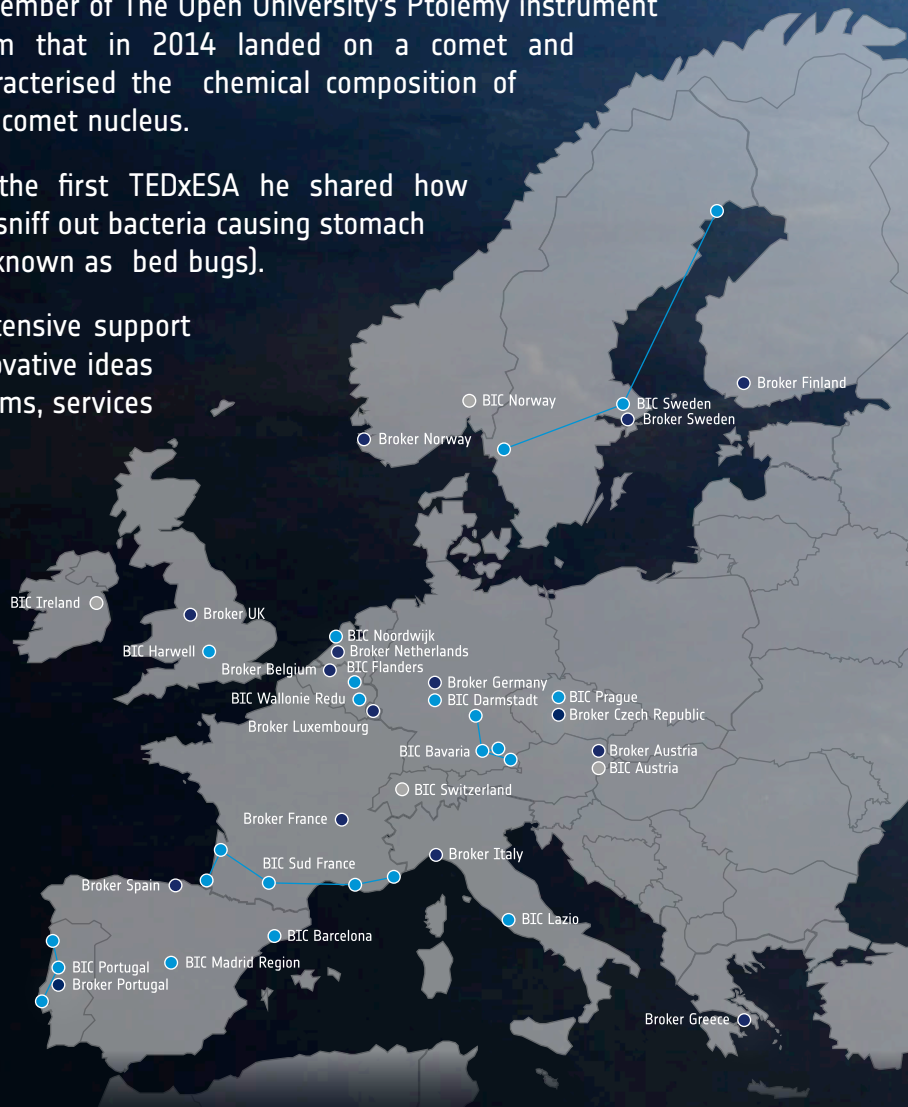 ember of The Open University's Ptolemy instrument
m that in 2014 landed on a comet and
racterised the chemical composition of
comet nucleus.
the first TEDxESA he shared how
sniff out bacteria causing stomach
known as bed bugs).
tensive support
ovative ideas
ms, services
Broker Finland
BIC Norway
BIC Sweden
Broker Sweden
Broker Norway
BIC Ireland
Broker UK
BIC Noordwijk
BIC Harwell
Broker Netherlands
Broker Belgium
BIC Flanders
Broker Germany
BIC Wallonie Redu
BIC Darmstadt
BIC Prague
Broker Luxembourg
Broker Czech Republic
BIC Bavaria
Broker Austria
BIC Austria
BIC Switzerland
Broker France
Broker Italy
BIC Sud France
Broker Spain
BIC Lazio
BIC Barcelona
BIC Portugal
BIC Madrid Region
Broker Portugal
Broker Greece